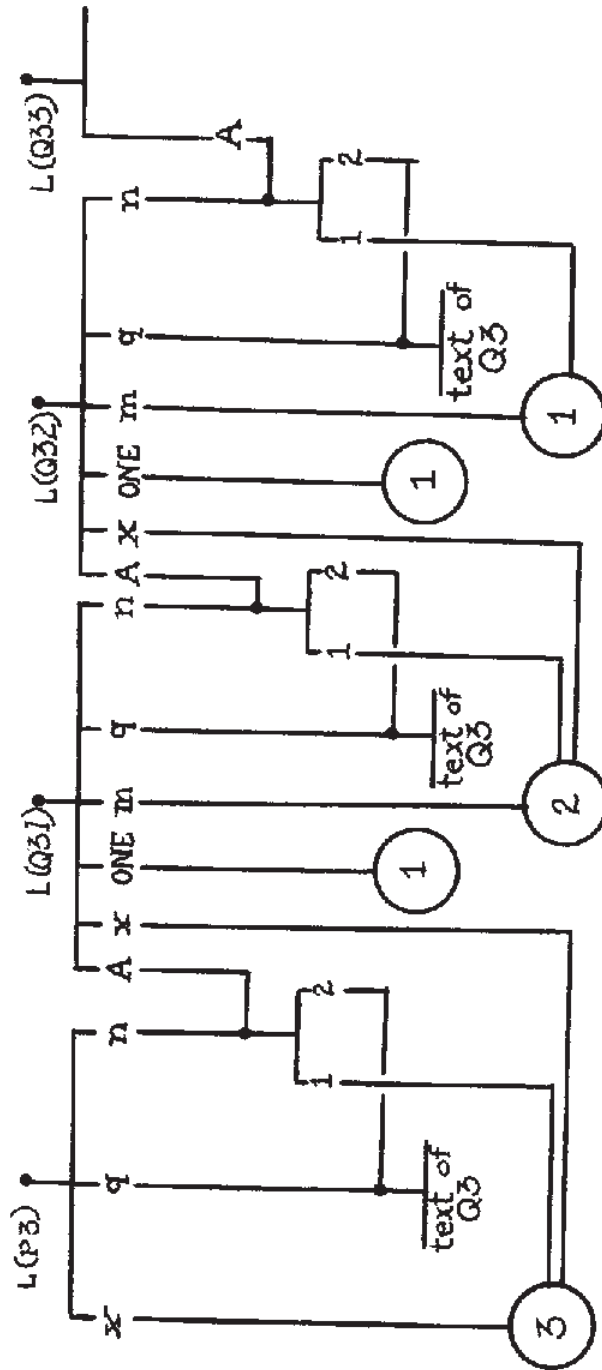 L(P3) L(Q31) L(Q32) L(Q33)
x q n A x ONE m q n A x ONE m q n A
1 2 1 2 1 2
text of text of text of
Q3 Q3 Q3
1 1
3 2 1